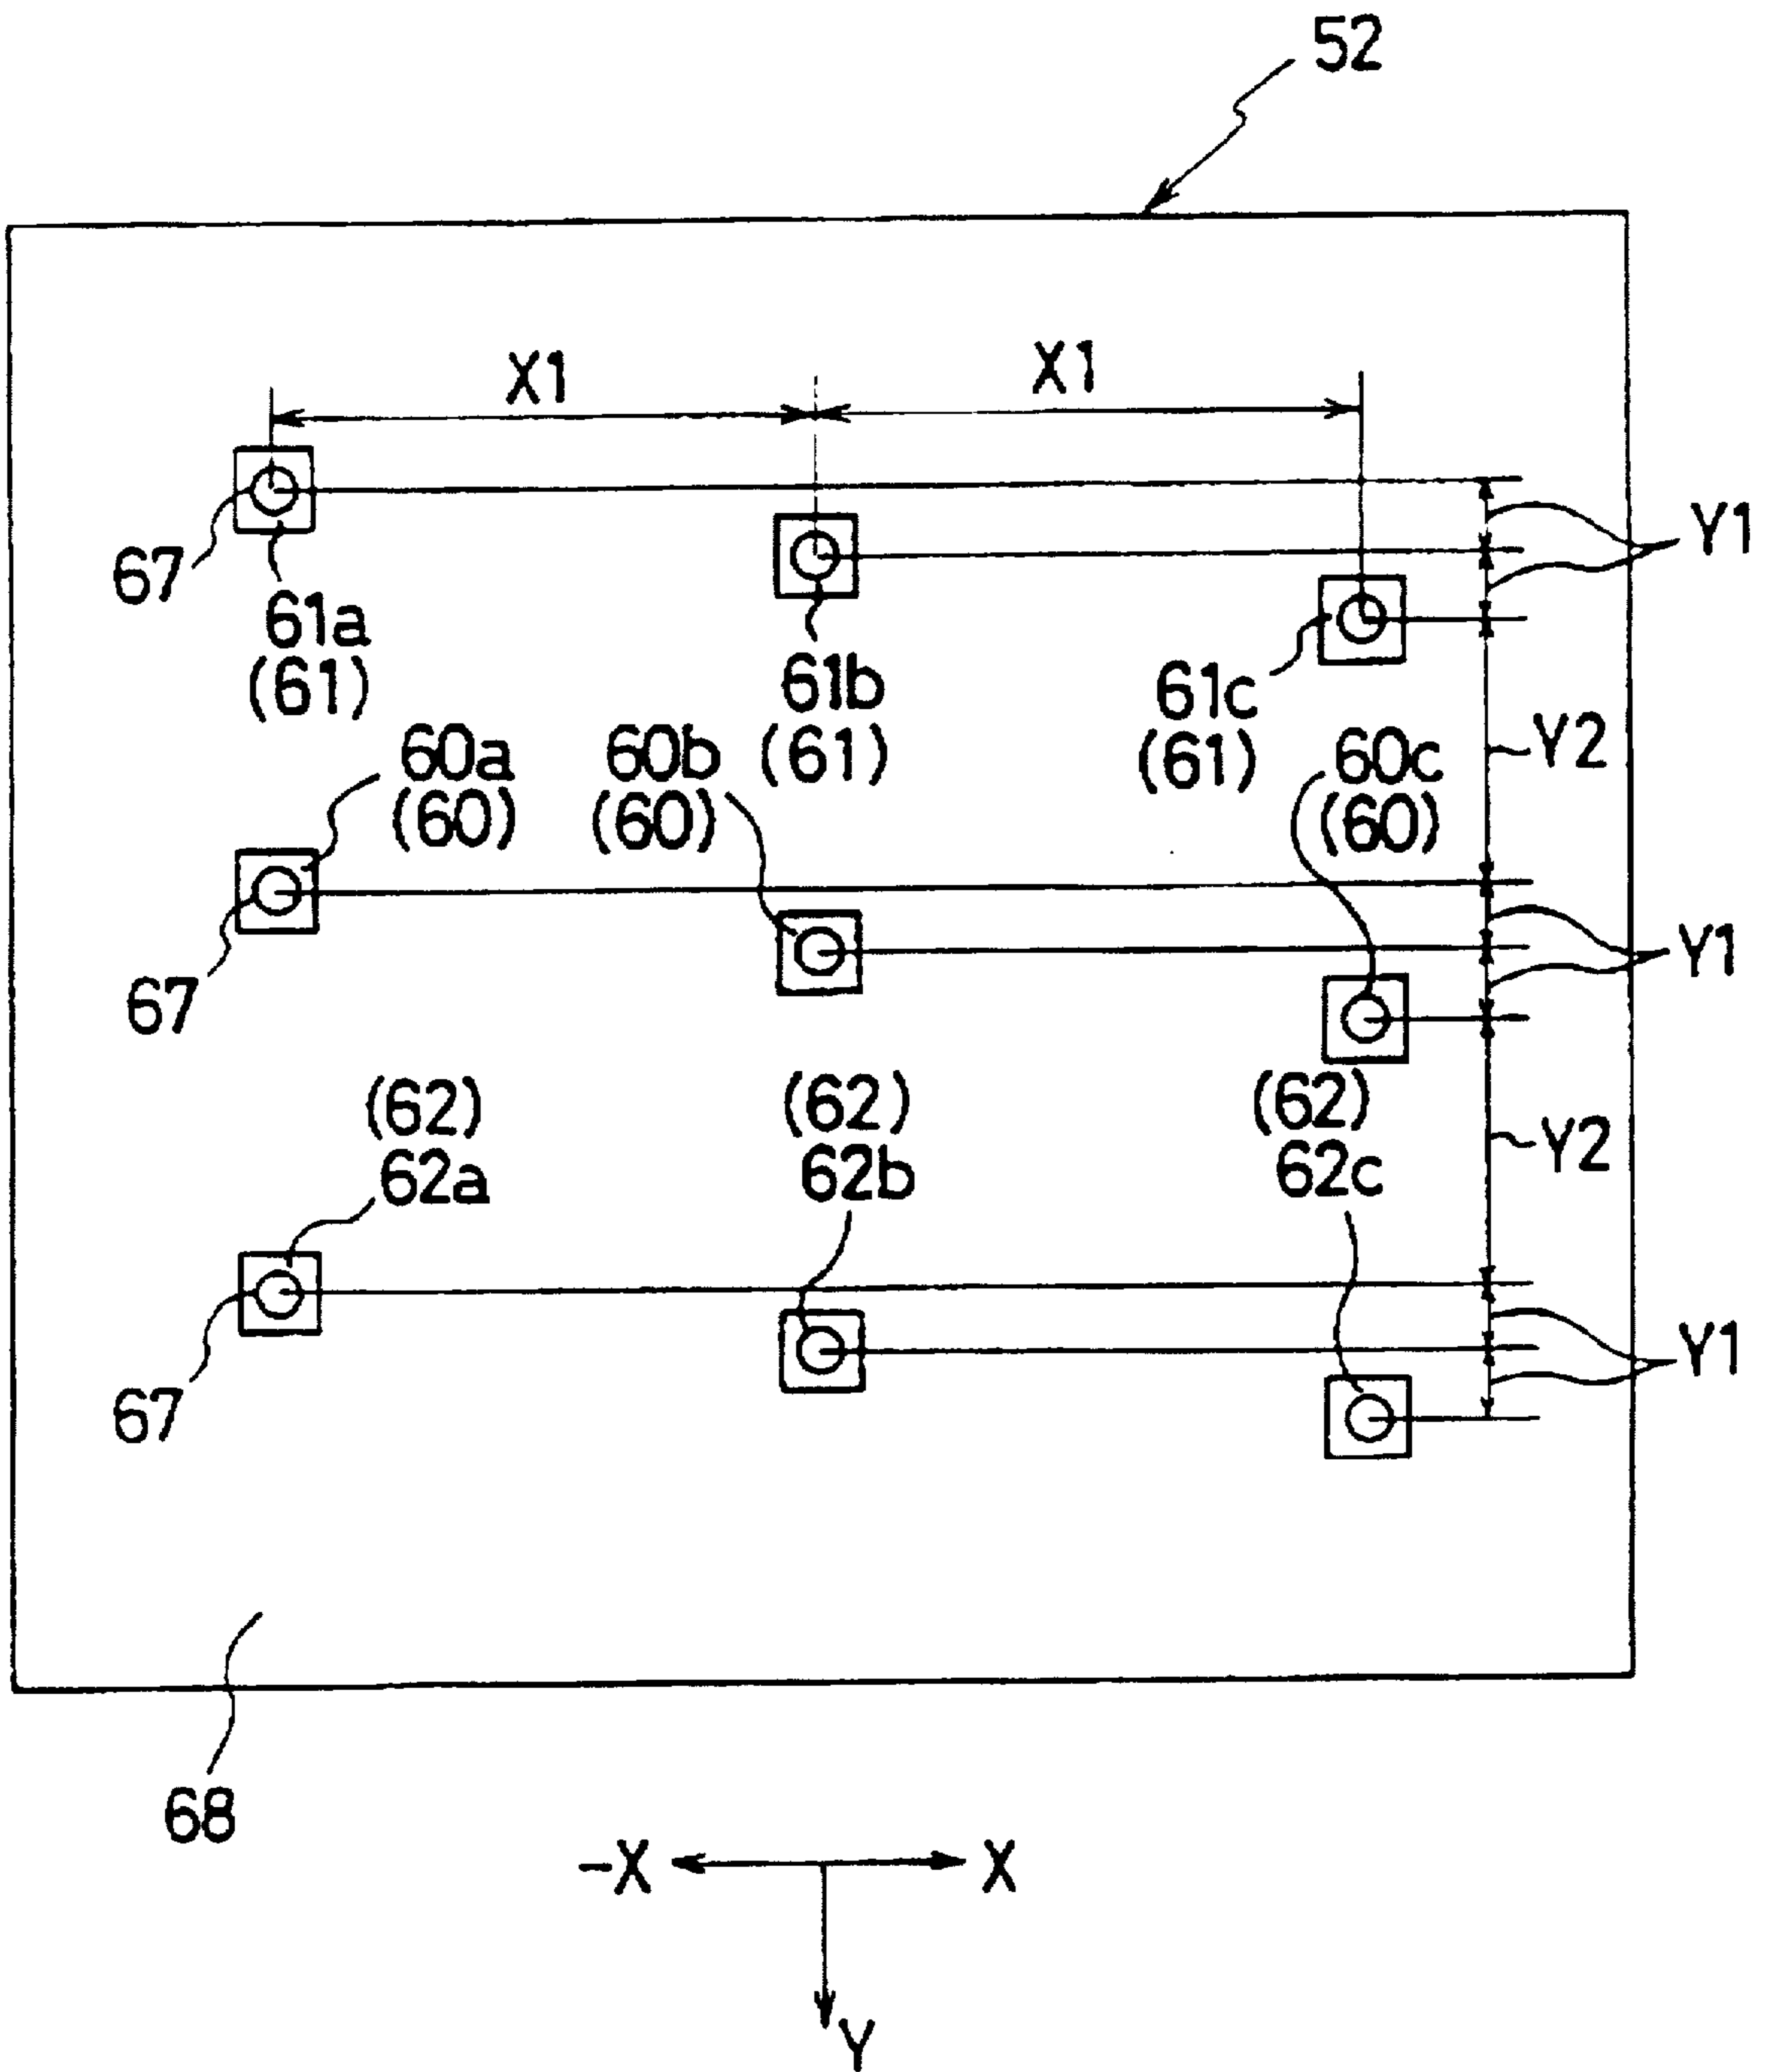 52
X1
X1
67
61a
(61)
61b
(61)
61c
(61)
Y1
Y2
60a
(60)
60b
(60)
60c
(60)
67
Y1
(62)
62a
(62)
62b
(62)
62c
Y2
67
Y1
68
-X
X
Y